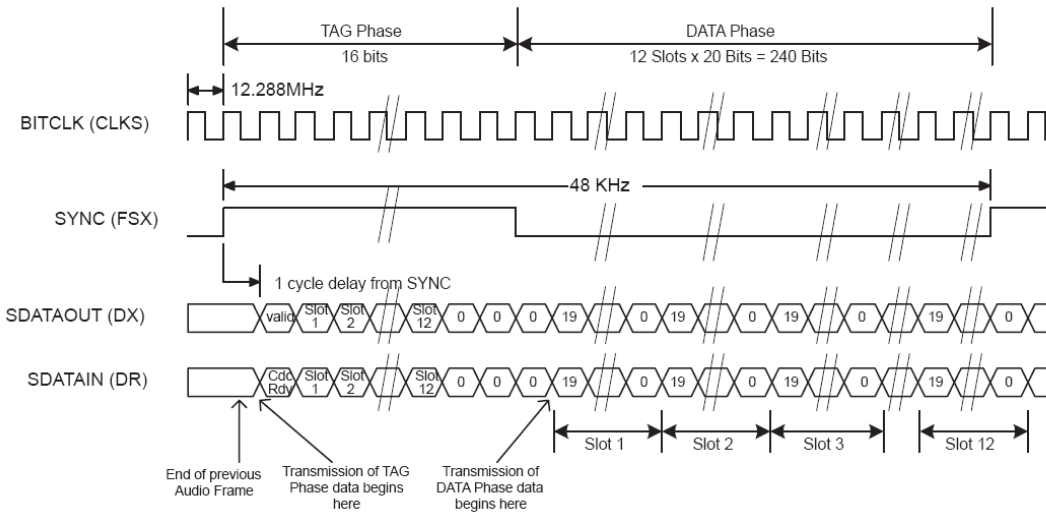 TAG Phase
DATA Phase
16 bits
12 Slots x 20 Bits = 240 Bits
12.288MHz
BITCLK (CLKS)
48 KHz
SYNC (FSX)
1 cycle delay from SYNC
SDATAOUT (DX)
valid Slot 1 Slot 2 Slot 12 0 0 0 19 0 19 0 19 0 19 0
SDATAIN (DR)
Cdc Rdy Slot 1 Slot 2 Slot 12 0 0 0 19 0 19 0 19 0 19 0
Slot 1 Slot 2 Slot 3 Slot 12
End of previous
Audio Frame
Transmission of TAG
Phase data begins
here
Transmission of
DATA Phase data
begins here